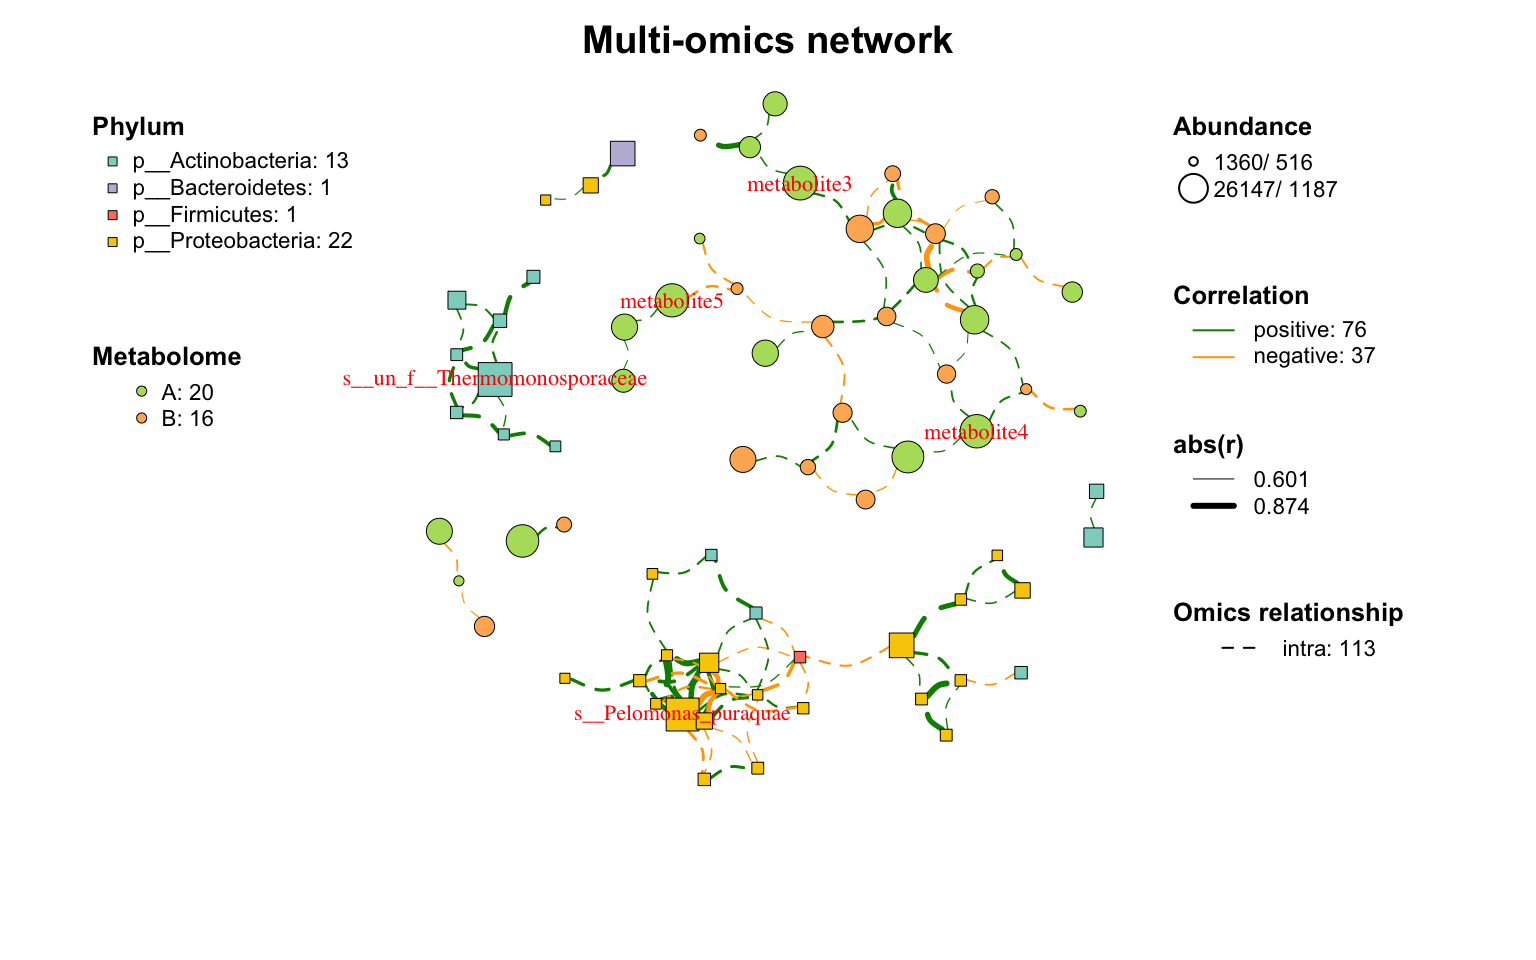 Multi-omics network
Phylum
p__Actinobacteria: 13
p__Bacteroidetes: 1
p__Firmicutes: 1
p__Proteobacteria: 22
Metabolome
A: 20
B: 16
metabolite3
metabolite5
s__un_f__Thermomonosporaceae
metabolite4
s__Pelomonas_puraquae
Abundance
1360/ 516
26147/ 1187
Correlation
positive: 76
negative: 37
abs(r)
0.601
0.874
Omics relationship
intra: 113